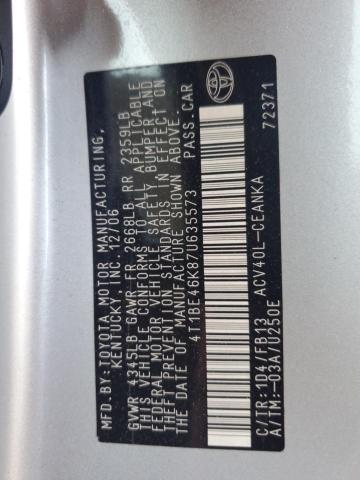 MFD.BY:TOYOTA MOTOR MANUFACTURING,
KENTUCKY, INC. 12/06
GVWR 4345LB GAWR FR 2668LB RR 2359LB
THIS VEHICLE CONFORMS TO ALL APPLICABLE
FEDERAL MOTOR VEHICLE SAFETY, BUMPER, AND
THEFT PREVENTION STANDARDS IN EFFECT ON
THE DATE OF MANUFACTURE SHOWN ABOVE.
4T1BE46K87U635573 PASS.CAR
C/TR:1D4/FB13 ACV40L-CEANKA
A/TM:-03A/U250E 72371